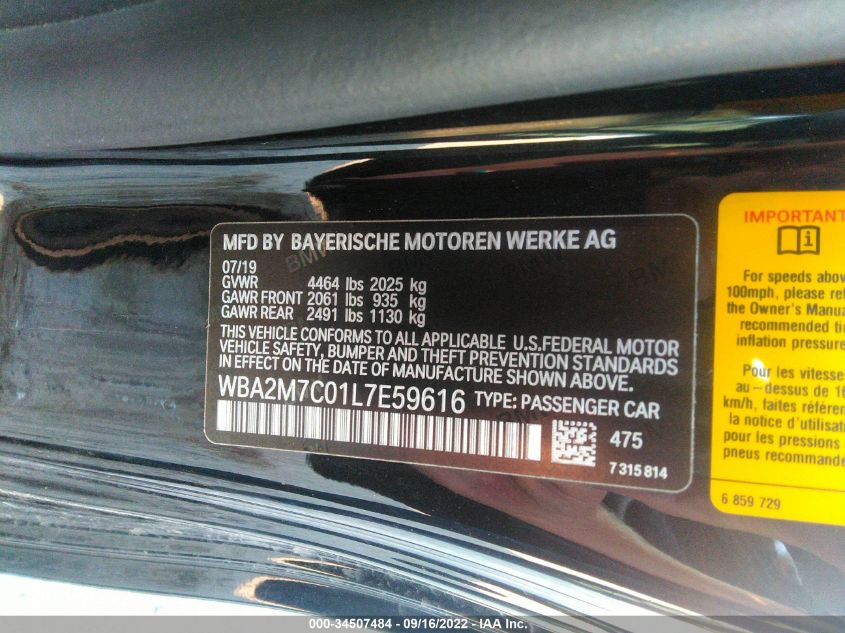 MFD BY BAYERISCHE MOTOREN WERKE AG
07/19
GVWR 4464 lbs 2025 kg
GAWR FRONT 2061 lbs 935 kg
GAWR REAR 2491 lbs 1130 kg
THIS VEHICLE CONFORMS TO ALL APPLICABLE U.S.FEDERAL MOTOR
VEHICLE SAFETY, BUMPER AND THEFT PREVENTION STANDARDS
IN EFFECT ON THE DATE OF MANUFACTURE SHOWN ABOVE.
WBA2M7C01L7E59616 TYPE: PASSENGER CAR
475
7 315 814
IMPORTANT
i
For speeds abov
100mph, please ref
the Owner's Manua
recommended ti
inflation pressure
Pour les vitesse
au-dessus de 16
km/h, faites référe
la notice d'utilisat
pour les pressions
pneus recommandé
6 859 729
000-34507484 - 09/16/2022 - IAA Inc.